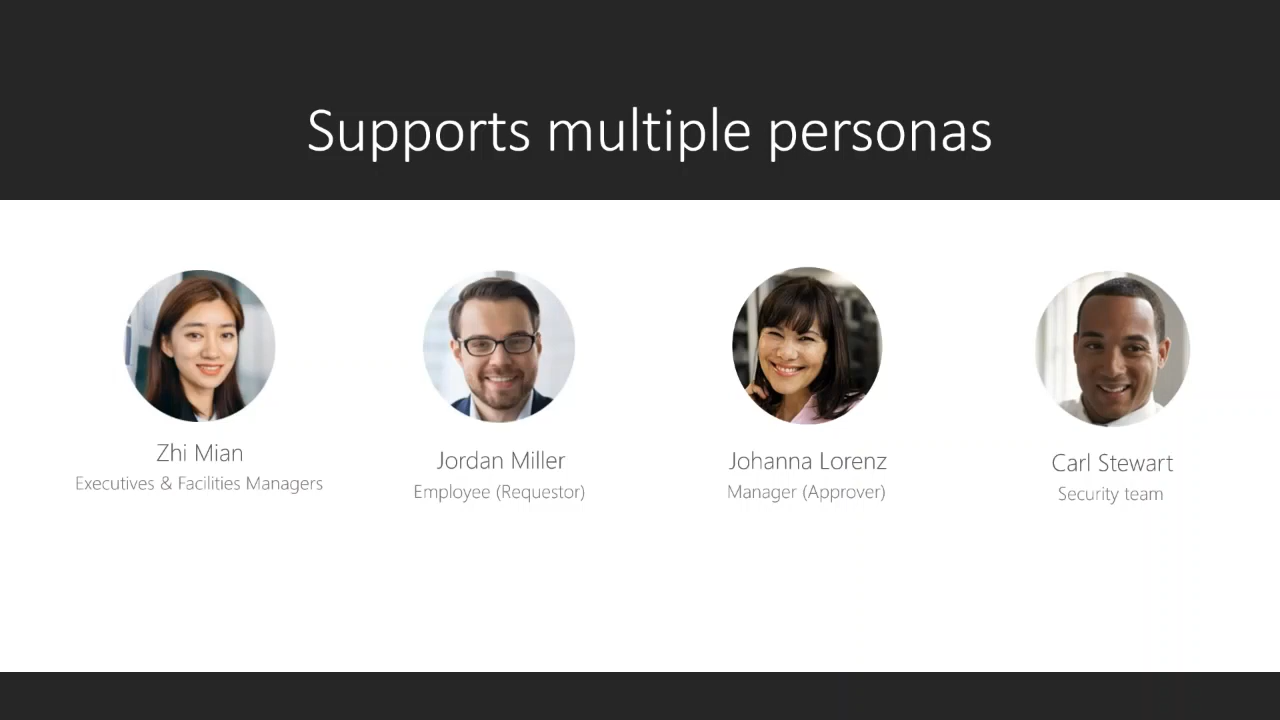 Supports multiple personas
Zhi Mian
Executives & Facilities Managers
Jordan Miller
Employee (Requestor)
Johanna Lorenz
Manager (Approver)
Carl Stewart
Security team